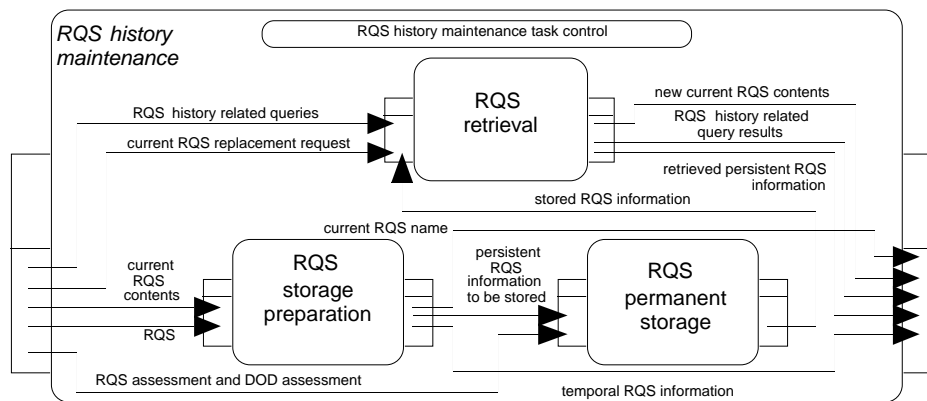 RQS history
maintenance
RQS history maintenance task control
RQS
retrieval
RQS history related queries
current RQS replacement request
new current RQS contents
RQS history related
query results
retrieved persistent RQS
information
stored RQS information
current RQS name
current
RQS
contents
RQS
RQS
storage
preparation
persistent
RQS
information
to be stored
RQS
permanent
storage
RQS assessment and DOD assessment
temporal RQS information